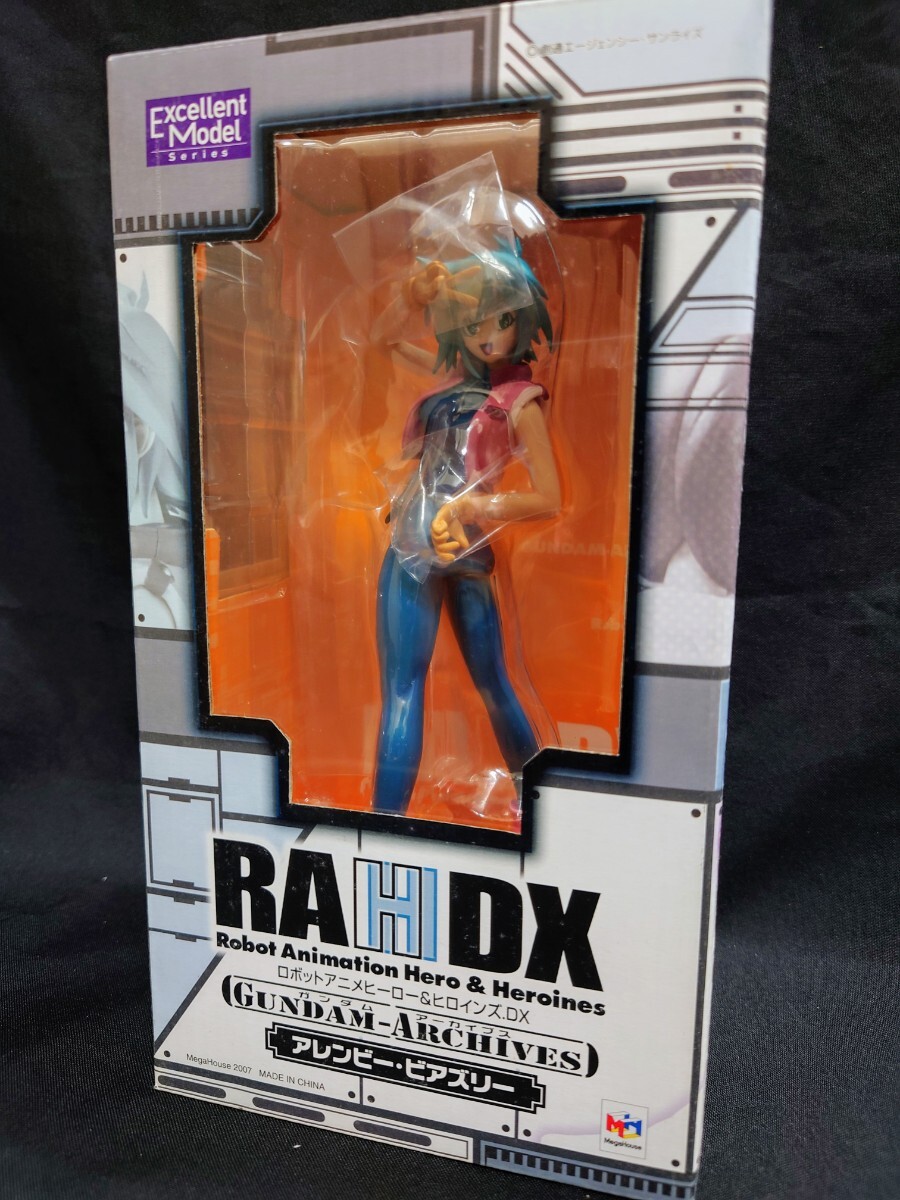 ©創通エージェンシー・サンライズ
Excellent
Model
Series
RAHDX
Robot Animation Hero & Heroines
ロボットアニメヒーロー&ヒロインズ.DX
ガンダム アーカイブス
(GUNDAM-ARCHIVES)
アレンビー・ビアズリー
MegaHouse 2007 MADE IN CHINA
MegaHouse